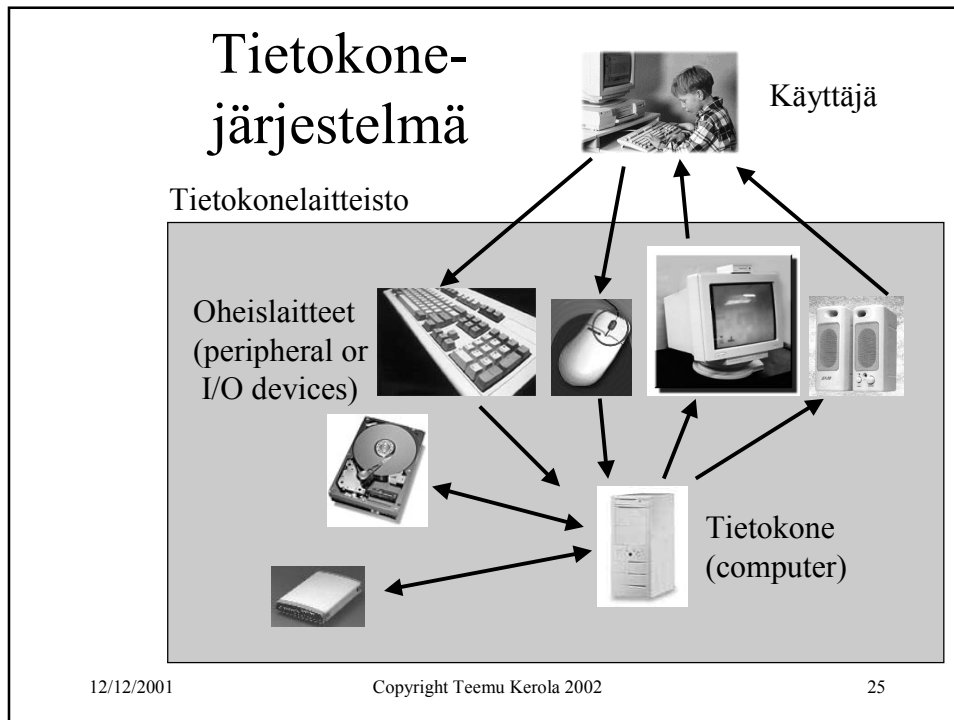 Tietokone-
järjestelmä
Käyttäjä
Tietokonelaitteisto
Oheislaitteet
(peripheral or
I/O devices)
Tietokone
(computer)
12/12/2001
Copyright Teemu Kerola 2002
25